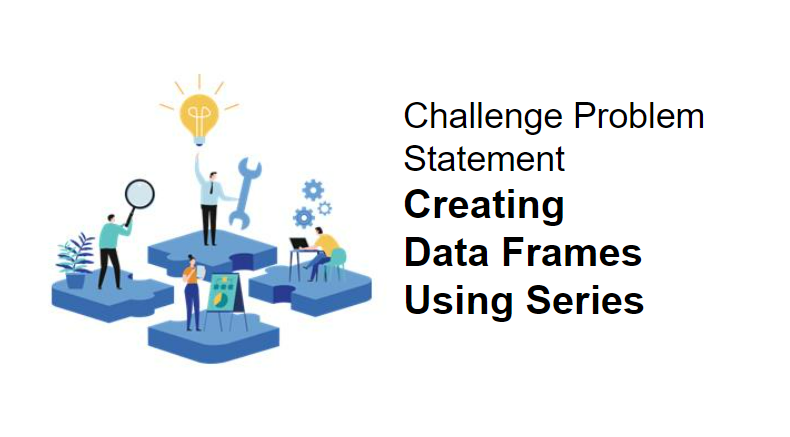 Challenge Problem
Statement
Creating
Data Frames
Using Series